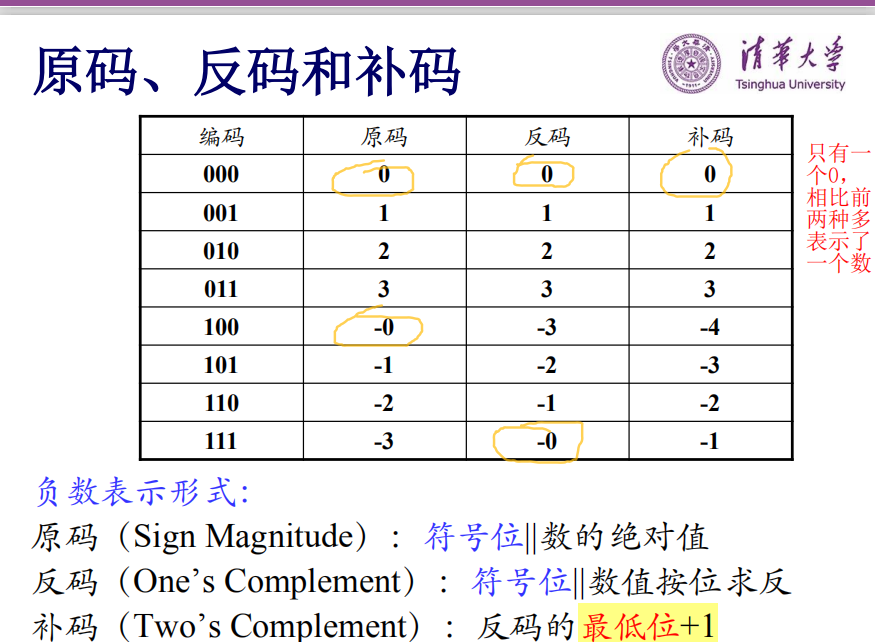 原码、反码和补码
清华大学
Tsinghua University
编码 原码 反码 补码
000 0 0 0
001 1 1 1
010 2 2 2
011 3 3 3
100 -0 -3 -4
101 -1 -2 -3
110 -2 -1 -2
111 -3 -0 -1
只有一
个0，
相比前
两种多
表示了
一个数
负数表示形式:
原码（Sign Magnitude）：符号位||数的绝对值
反码（One’s Complement）：符号位||数值按位求反
补码（Two’s Complement）：反码的最低位+1